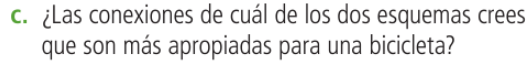 c. ¿Las conexiones de cuál de los dos esquemas crees
que son más apropiadas para una bicicleta?